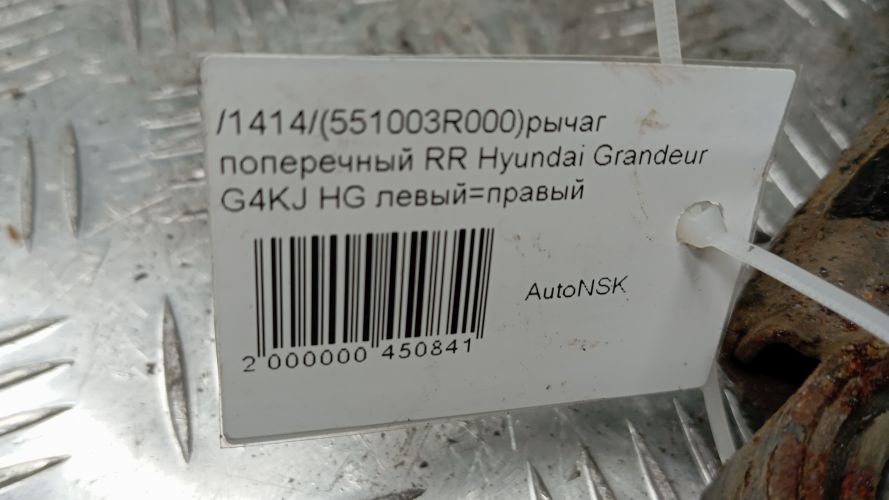 /1414/(551003R000)рычаг
поперечный RR Hyundai Grandeur
G4KJ HG левый=правый
AutoNSK
2 000000 450841